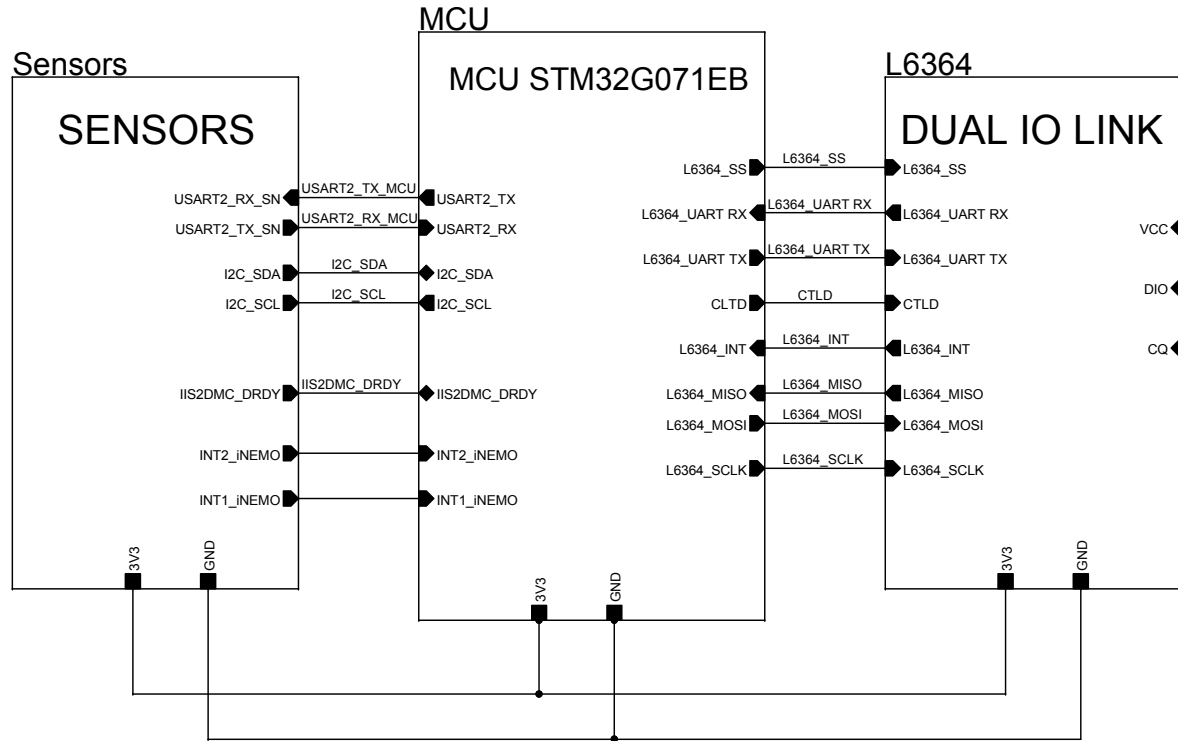 MCU
Sensors
L6364
MCU STM32G071EB
SENSORS
DUAL IO LINK
USART2_RX_SN
USART2_TX_MCU
USART2_TX
USART2_TX_SN
USART2_RX_MCU
USART2_RX
I2C_SDA
I2C_SDA
I2C_SDA
I2C_SCL
I2C_SCL
I2C_SCL
IIS2DMC_DRDY
IIS2DMC_DRDY
IIS2DMC_DRDY
INT2_iNEMO
INT2_iNEMO
INT1_iNEMO
INT1_iNEMO
L6364_SS
L6364_SS
L6364_SS
L6364_UART RX
L6364_UART RX
L6364_UART RX
L6364_UART TX
L6364_UART TX
L6364_UART TX
CLTD
CTLD
CTLD
L6364_INT
L6364_INT
L6364_INT
L6364_MISO
L6364_MISO
L6364_MISO
L6364_MOSI
L6364_MOSI
L6364_MOSI
L6364_SCLK
L6364_SCLK
L6364_SCLK
VCC
DIO
CQ
3V3
GND
3V3
GND
3V3
GND